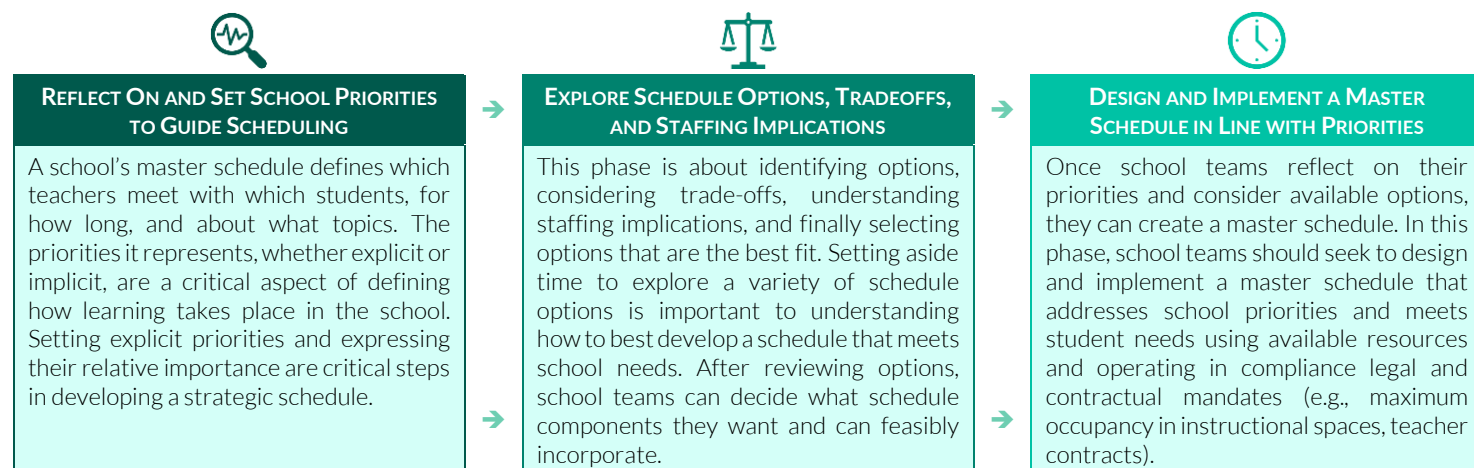 REFLECT ON AND SET SCHOOL PRIORITIES
TO GUIDE SCHEDULING
A school's master schedule defines which
teachers meet with which students, for
how long, and about what topics. The
priorities it represents, whether explicit or
implicit, are a critical aspect of defining
how learning takes place in the school.
Setting explicit priorities and expressing
their relative importance are critical steps
in developing a strategic schedule.
EXPLORE SCHEDULE OPTIONS, TRADEOFFS,
AND STAFFING IMPLICATIONS
This phase is about identifying options,
considering trade-offs, understanding
staffing implications, and finally selecting
options that are the best fit. Setting aside
time to explore a variety of schedule
options is important to understanding
how to best develop a schedule that meets
school needs. After reviewing options,
school teams can decide what schedule
components they want and can feasibly
incorporate.
DESIGN AND IMPLEMENT A MASTER
SCHEDULE IN LINE WITH PRIORITIES
Once school teams reflect on their
priorities and consider available options,
they can create a master schedule. In this
phase, school teams should seek to design
and implement a master schedule that
addresses school priorities and meets
student needs using available resources
and operating in compliance legal and
contractual mandates (e.g., maximum
occupancy in instructional spaces, teacher
contracts).